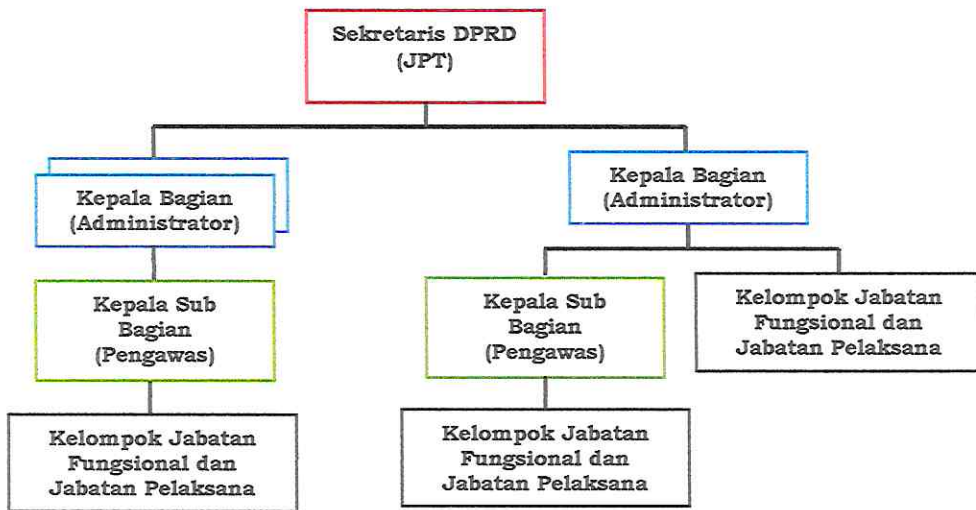 Sekretaris DPRD
(JPT)
Kepala Bagian
(Administrator)
Kepala Bagian
(Administrator)
Kepala Sub
Bagian
(Pengawas)
Kepala Sub
Bagian
(Pengawas)
Kelompok Jabatan
Fungsional dan
Jabatan Pelaksana
Kelompok Jabatan
Fungsional dan
Jabatan Pelaksana
Kelompok Jabatan
Fungsional dan
Jabatan Pelaksana